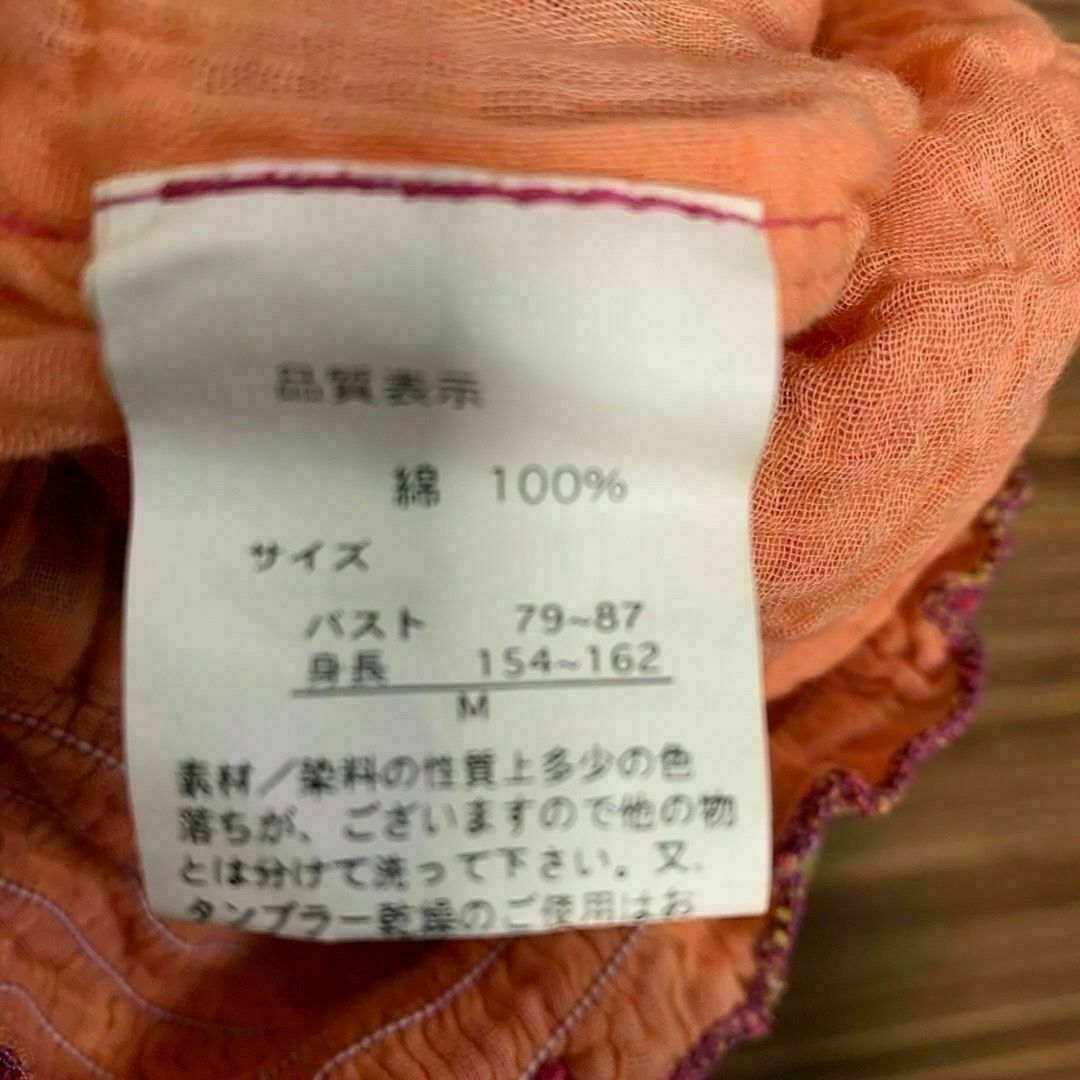 品質表示
綿 100%
サイズ
バスト 79~87
身長 154~162
M
素材/染料の性質上多少の色
落ちが、ございますので他の物
とは分けて洗って下さい。又、
タンブラー乾燥のご使用はお